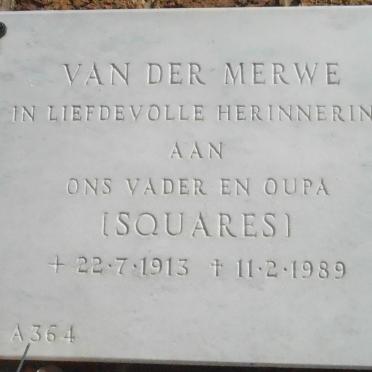 VAN DER MERWE
IN LIEFDEVOLLE HERINNERIN
AAN
ONS VADER EN OUPA
(SQUARES)
+ 22·7·1913 † 11·2·1989
A364